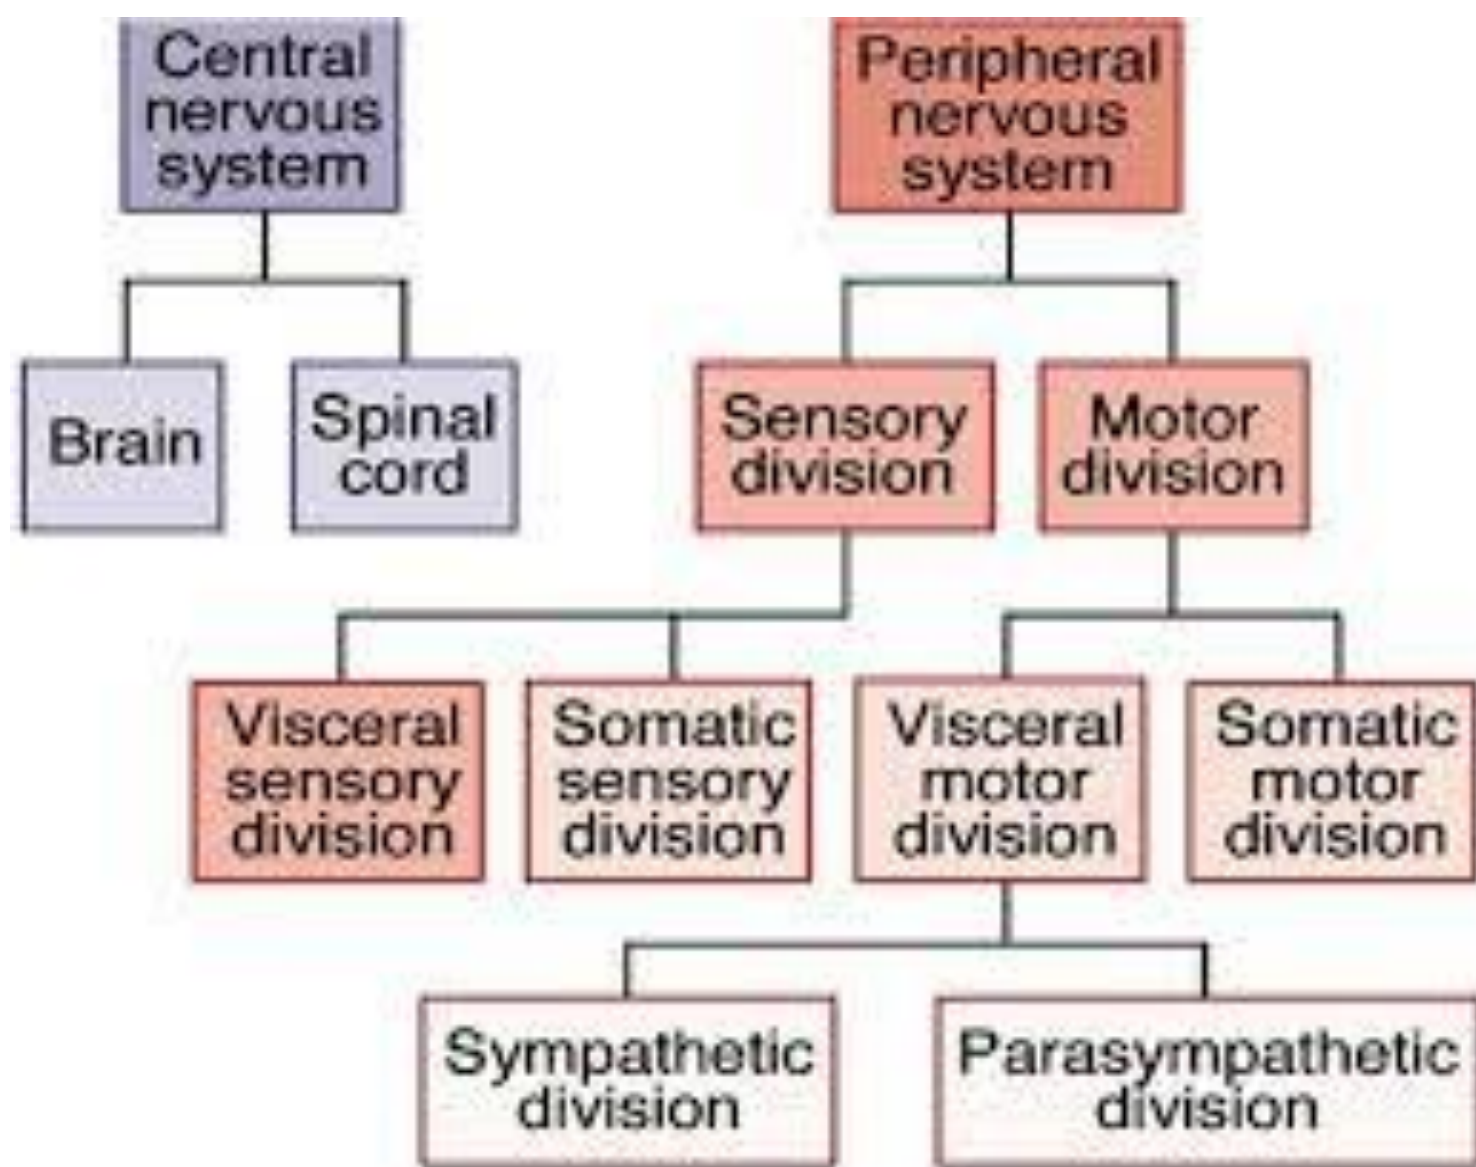 Central
nervous
system
Peripheral
nervous
system
Brain
Spinal
cord
Sensory
division
Motor
division
Visceral
sensory
division
Somatic
sensory
division
Visceral
motor
division
Somatic
motor
division
Sympathetic
division
Parasympathetic
division